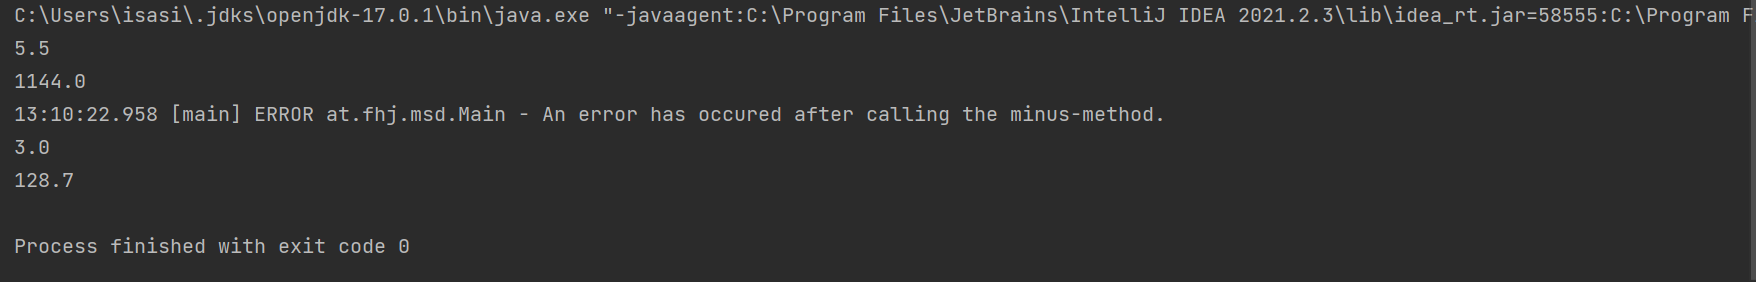 C:\Users\isasi\.jdks\openjdk-17.0.1\bin\java.exe "-javaagent:C:\Program Files\JetBrains\IntelliJ IDEA 2021.2.3\lib\idea_rt.jar=58555:C:\Program F
5.5
1144.0
13:10:22.958 [main] ERROR at.fhj.msd.Main - An error has occured after calling the minus-method.
3.0
128.7
Process finished with exit code 0